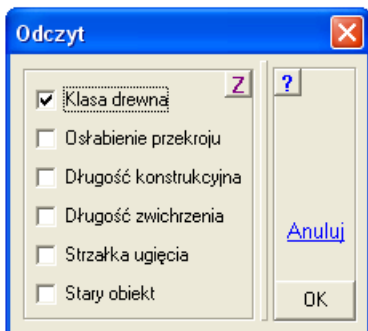 Odczyt
Z
?
Klasa drewna
Osłabienie przekroju
Długość konstrukcyjna
Długość zwichrzenia
Anuluj
Strzałka ugięcia
Stary obiekt
OK